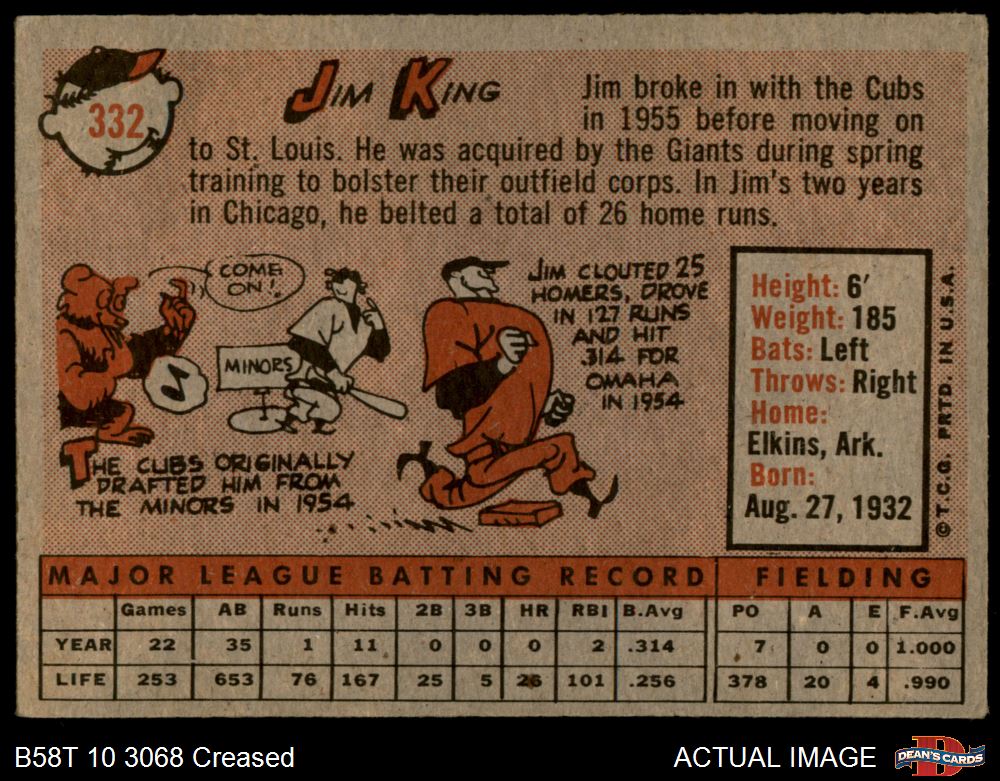 332
JIM KING
Jim broke in with the Cubs
in 1955 before moving on
to St. Louis. He was acquired by the Giants during spring
training to bolster their outfield corps. In Jim's two years
in Chicago, he belted a total of 26 home runs.
COME
ON!
MINORS
THE CUBS ORIGINALLY
DRAFTED HIM FROM
THE MINORS IN 1954
JIM CLOUTED 25
HOMERS, DROVE
IN 127 RUNS
AND HIT
.314 FOR
OMAHA
IN 1954
Height: 6'
Weight: 185
Bats: Left
Throws: Right
Home:
Elkins, Ark.
Born:
Aug. 27, 1932
© T.C.G. PRTD. IN U.S.A.
MAJOR LEAGUE BATTING RECORD FIELDING
Games AB Runs Hits 2B 3B HR RBI B.Avg PO A E F.Avg
YEAR 22 35 1 11 0 0 0 2 .314 7 0 0 1.000
LIFE 253 653 76 167 25 5 26 101 .256 378 20 4 .990
B58T 10 3068 Creased
ACTUAL IMAGE
D
DEAN'S CARDS